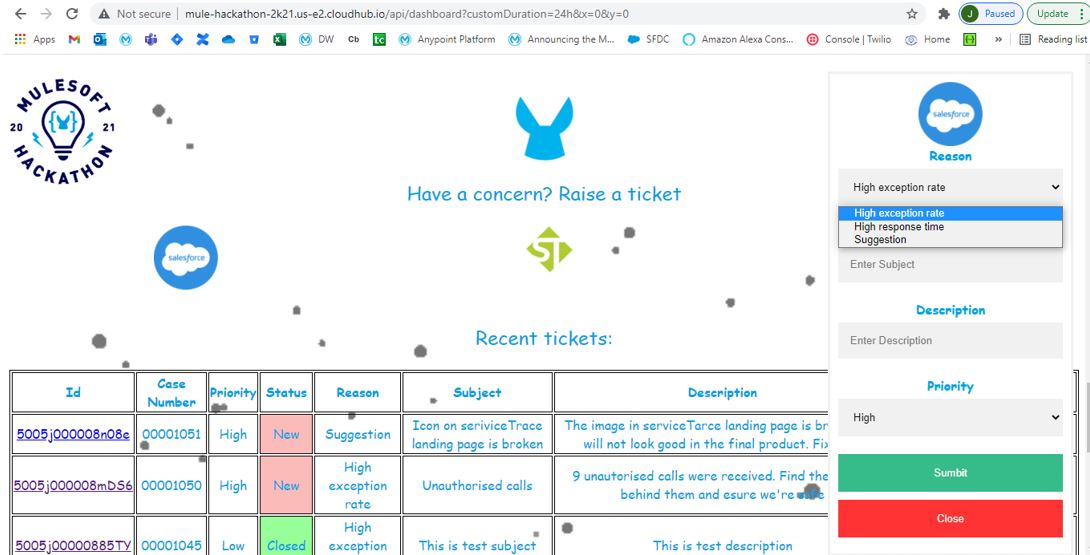 Not secure
mule-hackathon-2k21.us-e2.cloudhub.io/api/dashboard?customDuration=24h&x=0&y=0
J Paused
Update
Apps
DW
Cb
tc
Anypoint Platform
Announcing the M...
SFDC
Amazon Alexa Cons...
Console | Twilio
Home
»
Reading list
MULESOFT
20 21
HACKATHON
Have a concern? Raise a ticket
salesforce
ST
Recent tickets:
Id Case Number Priority Status Reason Subject Description
5005j000008n08e 00001051 High New Suggestion Icon on seriviceTrace The image in serviceTarce landing page is br
landing page is broken will not look good in the final product. Fix
5005j000008mDS6 00001050 High New High exception rate Unauthorised calls 9 unautorised calls were received. Find the
behind them and esure we're safe
5005j00000885TY 00001045 Low Closed High exception This is test subject This is test description
salesforce
Reason
High exception rate
High exception rate
High response time
Suggestion
Enter Subject
Description
Enter Description
Priority
High
Sumbit
Close